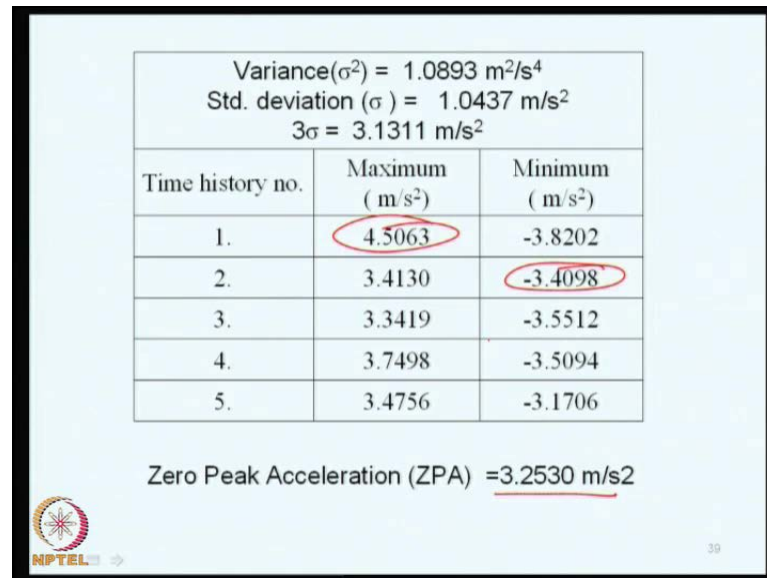 Variance(σ²) = 1.0893 m²/s⁴
Std. deviation (σ ) = 1.0437 m/s²
3σ = 3.1311 m/s²
Time history no. Maximum ( m/s²) Minimum ( m/s²)
1. 4.5063 -3.8202
2. 3.4130 -3.4098
3. 3.3419 -3.5512
4. 3.7498 -3.5094
5. 3.4756 -3.1706
Zero Peak Acceleration (ZPA) =3.2530 m/s2
NPTEL
39